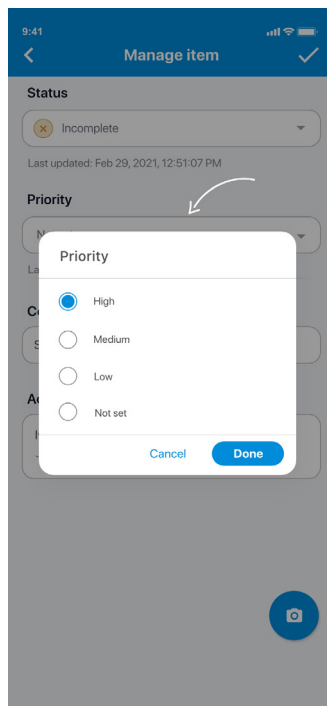 9:41
Manage item
Status
Incomplete
Last updated: Feb 29, 2021, 12:51:07 PM
Priority
Priority
High
Medium
Low
Not set
Cancel
Done